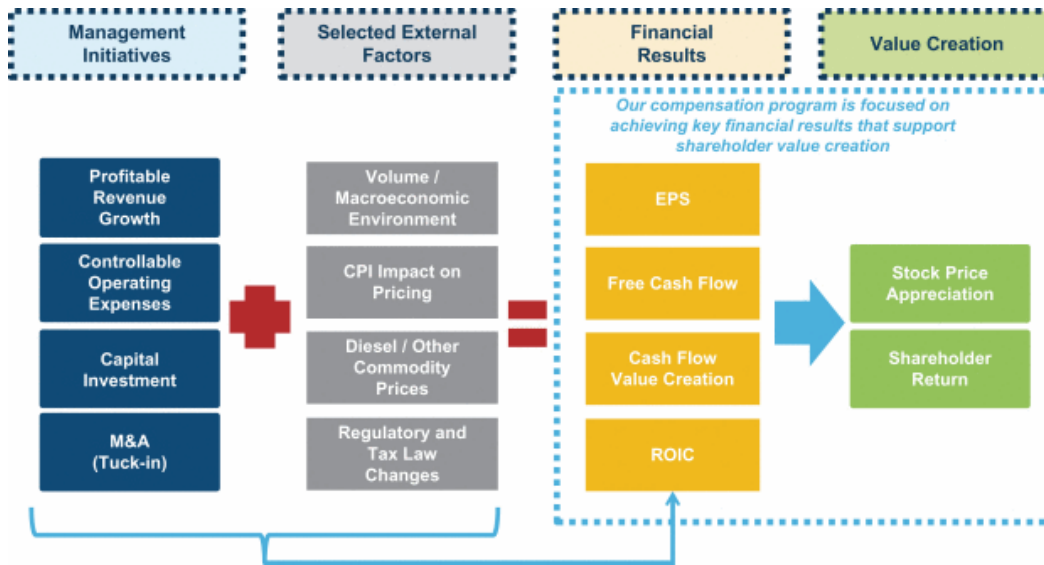 Management
Initiatives
Selected External
Factors
Financial
Results
Value Creation
Our compensation program is focused on
achieving key financial results that support
shareholder value creation
Profitable
Revenue
Growth
Controllable
Operating
Expenses
Capital
Investment
M&A
(Tuck-in)
Volume /
Macroeconomic
Environment
CPI Impact on
Pricing
Diesel / Other
Commodity
Prices
Regulatory and
Tax Law
Changes
EPS
Free Cash Flow
Cash Flow
Value Creation
ROIC
Stock Price
Appreciation
Shareholder
Return